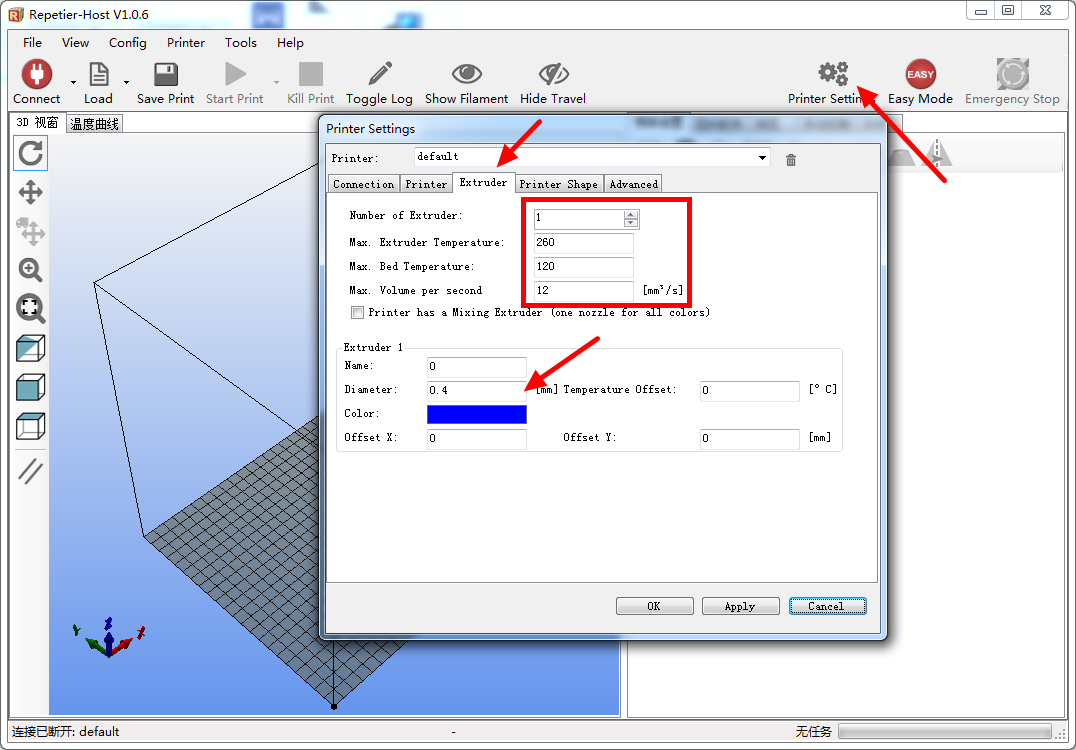 Repetier-Host V1.0.6
File View Config Printer Tools Help
Connect Load Save Print Start Print Kill Print Toggle Log Show Filament Hide Travel Printer Settings Easy Mode Emergency Stop
EASY
3D 视窗 温度曲线
Printer Settings
Printer: default
Connection Printer Extruder Printer Shape Advanced
Number of Extruder: 1
Max. Extruder Temperature: 260
Max. Bed Temperature: 120
Max. Volume per second 12 [mm³/s]
Printer has a Mixing Extruder (one nozzle for all colors)
Extruder 1
Name: 0
Diameter: 0.4 [mm] Temperature Offset: 0 [° C]
Color:
Offset X: 0 Offset Y: 0 [mm]
OK Apply Cancel
Y Z X
连接已断开: default - 无任务